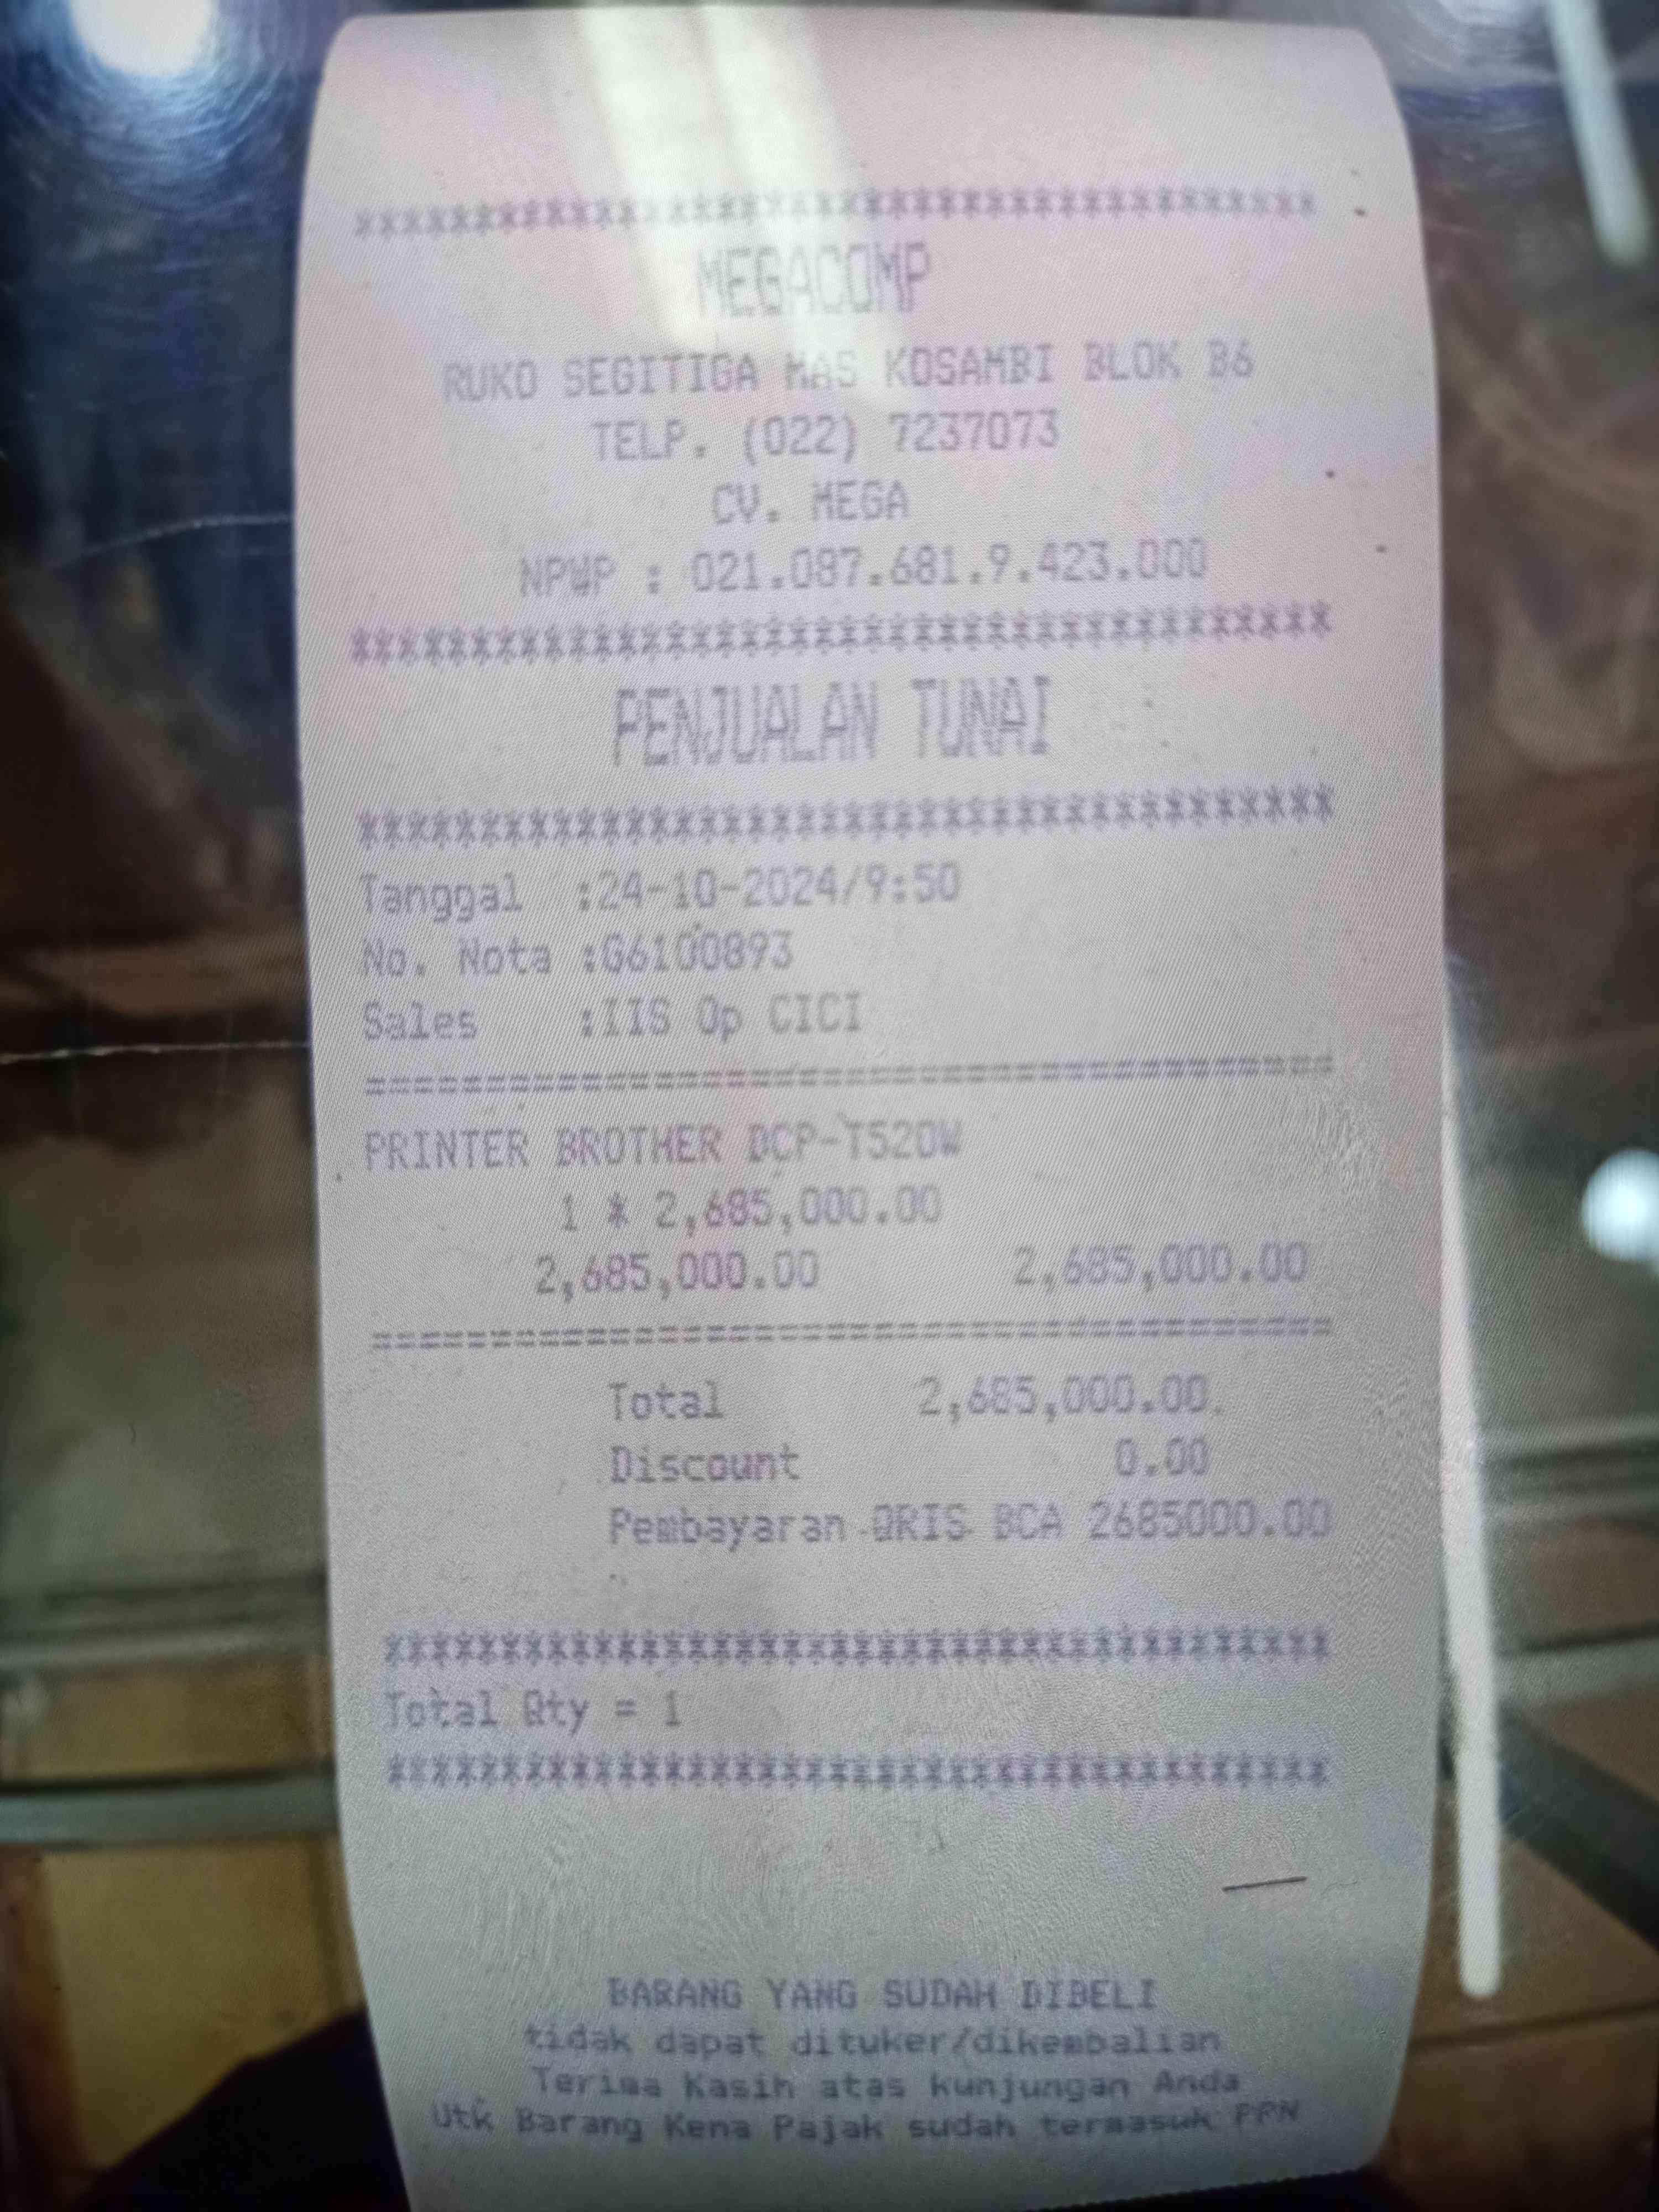 ****************************************
MEGACOMP
RUKO SEGITIGA MAS KOSAMBI BLOK B6
TELP. (022) 7237073
CV. MEGA
NPWP : 021.087.681.9.423.000
****************************************
PENJUALAN TUNAI
****************************************
Tanggal :24-10-2024/9:50
No. Nota :G6100893
Sales :IIS Op CICI
========================================
PRINTER BROTHER DCP-T520W
1 * 2,685,000.00
2,685,000.00 2,685,000.00
========================================
Total 2,685,000.00
Discount 0.00
Pembayaran QRIS BCA 2685000.00
****************************************
Total Qty = 1
****************************************
BARANG YANG SUDAH DIBELI
tidak dapat dituker/dikembalian
Terima Kasih atas kunjungan Anda
Utk Barang Kena Pajak sudah termasuk PPN